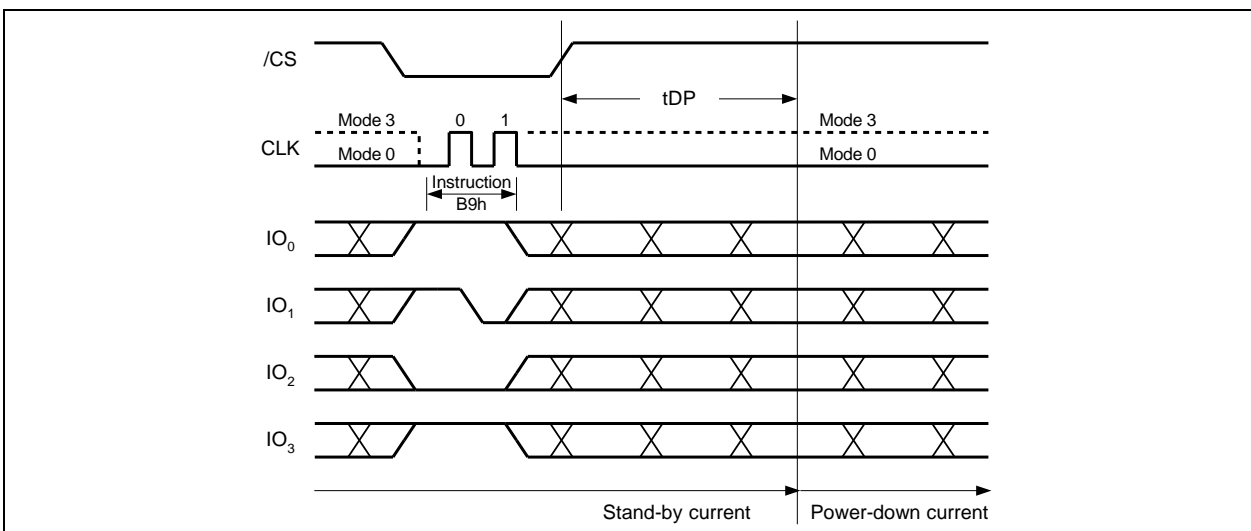 /CS
tDP
Mode 3 0 1 Mode 3
CLK
Mode 0 Mode 0
Instruction
B9h
IO0
IO1
IO2
IO3
Stand-by current Power-down current